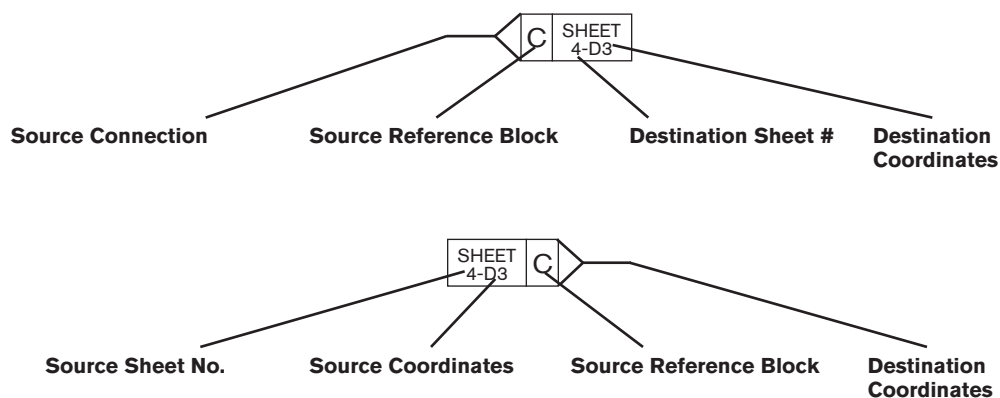 C
SHEET
4-D3
Source Connection
Source Reference Block
Destination Sheet #
Destination
Coordinates
SHEET
4-D3
C
Source Sheet No.
Source Coordinates
Source Reference Block
Destination
Coordinates